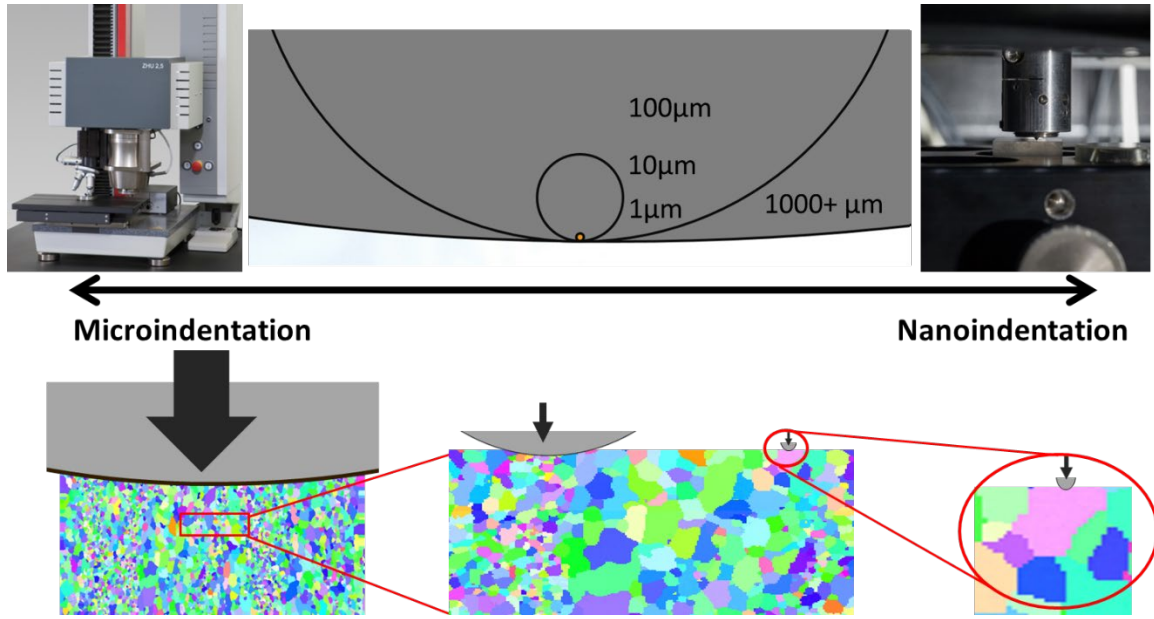 ZHU 2,5
100µm
10µm
1µm
1000+ µm
Microindentation
Nanoindentation